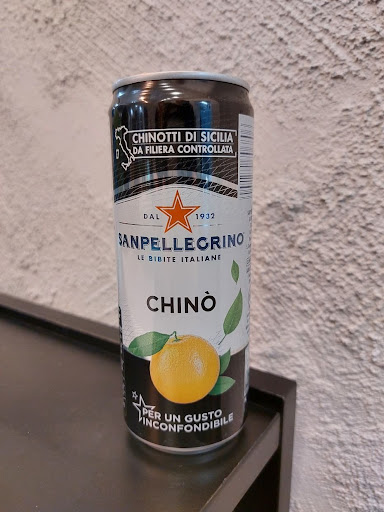 CHINOTTI DI SICILIA
DA FILIERA CONTROLLATA
DAL 1932
SANPELLEGRINO
LE BIBITE ITALIANE
CHINÒ
PER UN GUSTO
INCONFONDIBILE